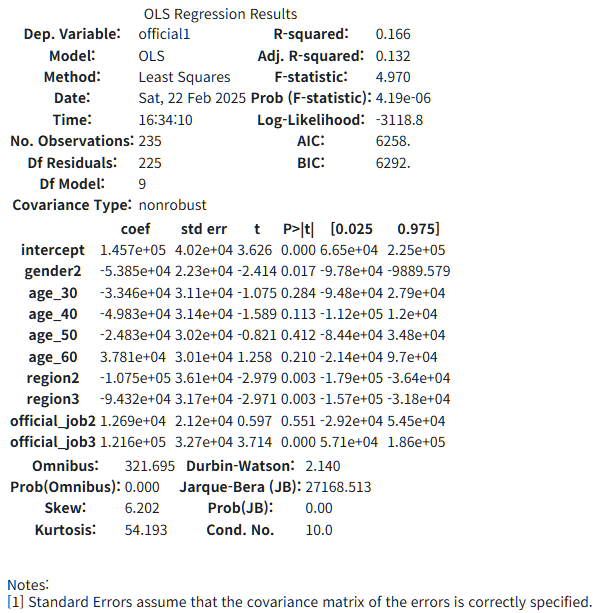 OLS Regression Results
Dep. Variable: official1 R-squared: 0.166
Model: OLS Adj. R-squared: 0.132
Method: Least Squares F-statistic: 4.970
Date: Sat, 22 Feb 2025 Prob (F-statistic): 4.19e-06
Time: 16:34:10 Log-Likelihood: -3118.8
No. Observations: 235 AIC: 6258.
Df Residuals: 225 BIC: 6292.
Df Model: 9
Covariance Type: nonrobust
coef std err t P>|t| [0.025 0.975]
intercept 1.457e+05 4.02e+04 3.626 0.000 6.65e+04 2.25e+05
gender2 -5.385e+04 2.23e+04 -2.414 0.017 -9.78e+04 -9889.579
age_30 -3.346e+04 3.11e+04 -1.075 0.284 -9.48e+04 2.79e+04
age_40 -4.983e+04 3.14e+04 -1.589 0.113 -1.12e+05 1.2e+04
age_50 -2.483e+04 3.02e+04 -0.821 0.412 -8.44e+04 3.48e+04
age_60 3.781e+04 3.01e+04 1.258 0.210 -2.14e+04 9.7e+04
region2 -1.075e+05 3.61e+04 -2.979 0.003 -1.79e+05 -3.64e+04
region3 -9.432e+04 3.17e+04 -2.971 0.003 -1.57e+05 -3.18e+04
official_job2 1.269e+04 2.12e+04 0.597 0.551 -2.92e+04 5.45e+04
official_job3 1.216e+05 3.27e+04 3.714 0.000 5.71e+04 1.86e+05
Omnibus: 321.695 Durbin-Watson: 2.140
Prob(Omnibus): 0.000 Jarque-Bera (JB): 27168.513
Skew: 6.202 Prob(JB): 0.00
Kurtosis: 54.193 Cond. No. 10.0
Notes:
[1] Standard Errors assume that the covariance matrix of the errors is correctly specified.